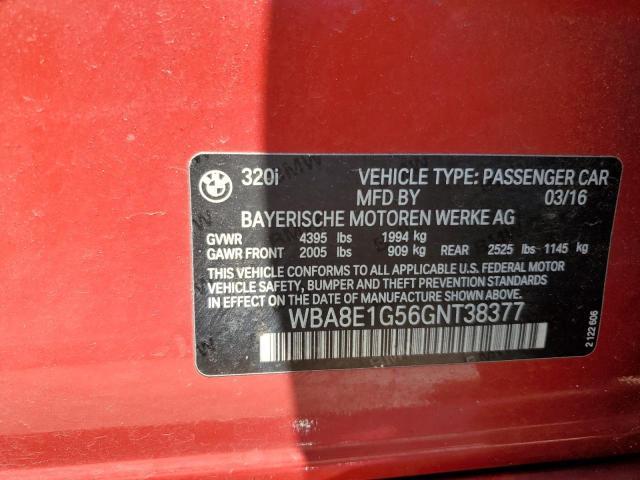 320i VEHICLE TYPE: PASSENGER CAR
MFD BY 03/16
BAYERISCHE MOTOREN WERKE AG
GVWR 4395 lbs 1994 kg
GAWR FRONT 2005 lbs 909 kg REAR 2525 lbs 1145 kg
THIS VEHICLE CONFORMS TO ALL APPLICABLE U.S. FEDERAL MOTOR
VEHICLE SAFETY, BUMPER AND THEFT PREVENTION STANDARDS
IN EFFECT ON THE DATE OF MANUFACTURE SHOWN ABOVE.
WBA8E1G56GNT38377
2 122 606